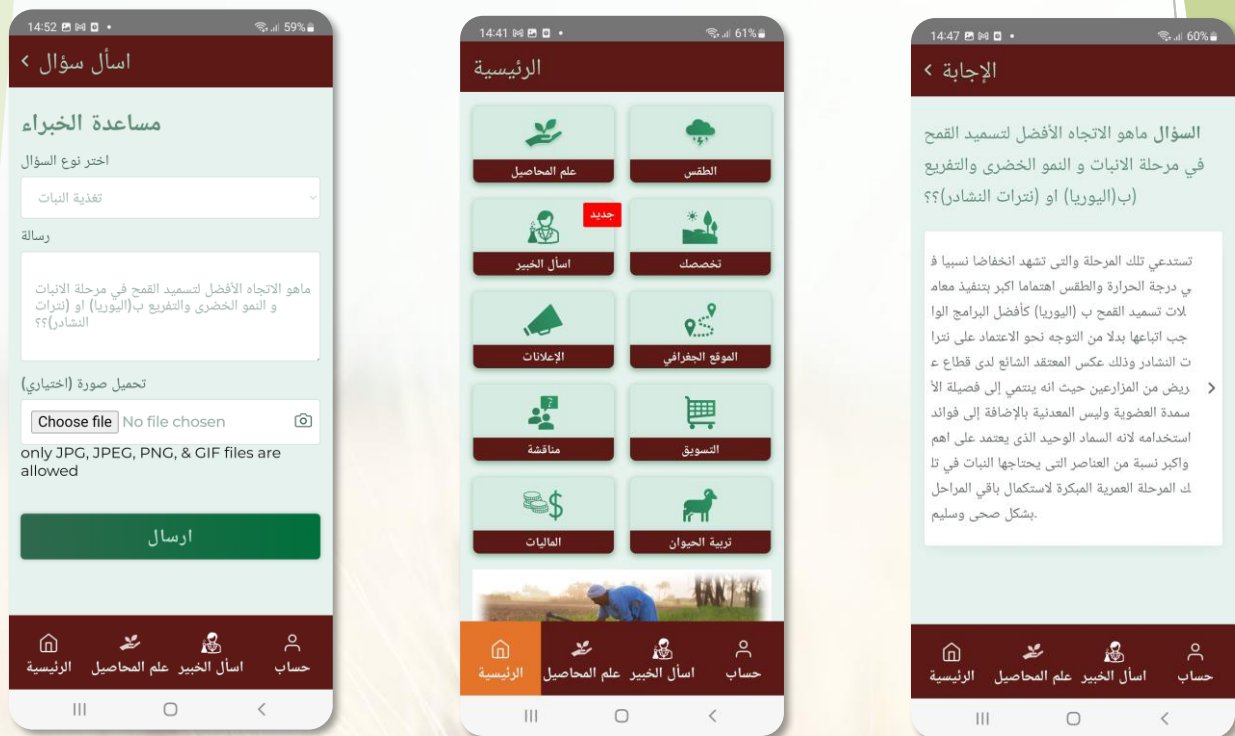 14:52
59%
اسأل سؤال >
مساعدة الخبراء
اختر نوع السؤال
تغذية النبات
رسالة
ماهو الاتجاه الأفضل لتسميد القمح في مرحلة الانبات
و النمو الخضرى والتفريع ب(اليوريا) او (نترات
النشادر)؟؟
تحميل صورة (اختياري)
Choose file No file chosen
only JPG, JPEG, PNG, & GIF files are
allowed
ارسال
الرئيسية علم المحاصيل اسأل الخبير حساب
14:41
61%
الرئيسية
علم المحاصيل
الطقس
جديد
اسأل الخبير
تخصصك
الإعلانات
الموقع الجغرافي
مناقشة
التسويق
الماليات
تربية الحيوان
الرئيسية علم المحاصيل اسأل الخبير حساب
14:47
60%
الإجابة >
السؤال ماهو الاتجاه الأفضل لتسميد القمح
في مرحلة الانبات و النمو الخضرى والتفريع
ب(اليوريا) او (نترات النشادر)؟؟)
تستدعي تلك المرحلة والتى تشهد انخفاضا نسبيا ف
ي درجة الحرارة والطقس اهتماما اكبر بتنفيذ معام
لات تسميد القمح ب (اليوريا) كأفضل البرامج الوا
جب اتباعها بدلا من التوجه نحو الاعتماد على نترا
ت النشادر وذلك عكس المعتقد الشائع لدى قطاع ع
ريض من المزارعين حيث انه ينتمي إلى فصيلة الأ
سمدة العضوية وليس المعدنية بالإضافة إلى فوائد
استخدامه لانه السماد الوحيد الذى يعتمد على اهم
واكبر نسبة من العناصر التى يحتاجها النبات في تل
ك المرحلة العمرية المبكرة لاستكمال باقي المراحل
.بشكل صحى وسليم
الرئيسية علم المحاصيل اسأل الخبير حساب